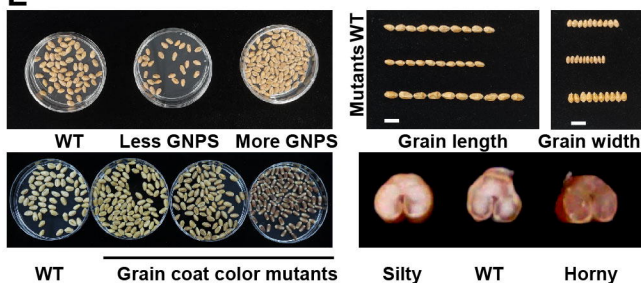 WT Less GNPS More GNPS
Mutants WT
Grain length
Grain width
WT Grain coat color mutants
Silty WT Horny